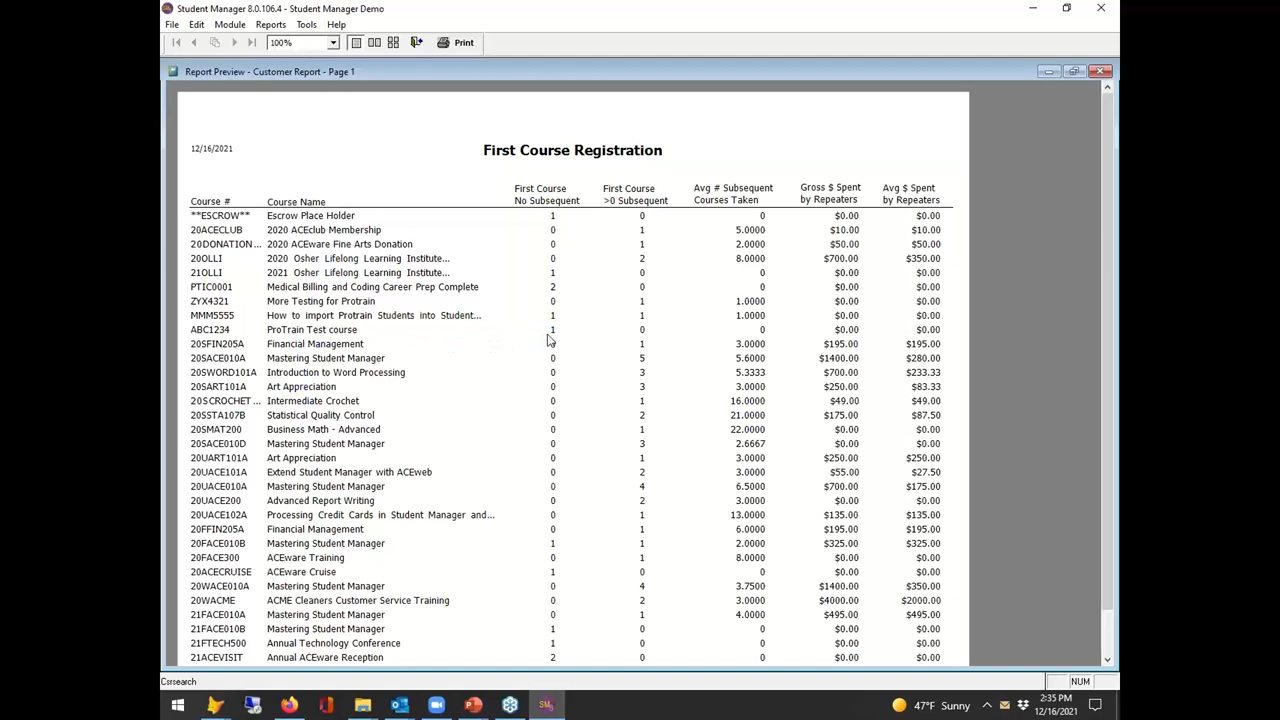 Student Manager 8.0.106.4 - Student Manager Demo
File Edit Module Reports Tools Help
100% Print
Report Preview - Customer Report - Page 1
12/16/2021
First Course Registration
Course # Course Name First Course No Subsequent First Course >0 Subsequent Avg # Subsequent Courses Taken Gross $ Spent by Repeaters Avg $ Spent by Repeaters
**ESCROW** Escrow Place Holder 1 0 0 $0.00 $0.00
20ACECLUB 2020 ACEclub Membership 0 1 5.0000 $10.00 $10.00
20DONATION... 2020 ACEware Fine Arts Donation 0 1 2.0000 $50.00 $50.00
20OLLI 2020 Osher Lifelong Learning Institute... 0 2 8.0000 $700.00 $350.00
21OLLI 2021 Osher Lifelong Learning Institute... 1 0 0 $0.00 $0.00
PTIC0001 Medical Billing and Coding Career Prep Complete 2 0 0 $0.00 $0.00
ZYX4321 More Testing for Protrain 0 1 1.0000 $0.00 $0.00
MMM5555 How to import Protrain Students into Student... 1 1 1.0000 $0.00 $0.00
ABC1234 ProTrain Test course 1 0 0 $0.00 $0.00
20SFIN205A Financial Management 1 3.0000 $195.00 $195.00
20SACE010A Mastering Student Manager 0 5 5.6000 $1400.00 $280.00
20SWORD101A Introduction to Word Processing 0 3 5.3333 $700.00 $233.33
20SART101A Art Appreciation 0 3 3.0000 $250.00 $83.33
20SCROCHET ... Intermediate Crochet 0 1 16.0000 $49.00 $49.00
20SSTA107B Statistical Quality Control 0 2 21.0000 $175.00 $87.50
20SMAT200 Business Math - Advanced 0 1 22.0000 $0.00 $0.00
20SACE010D Mastering Student Manager 0 3 2.6667 $0.00 $0.00
20UART101A Art Appreciation 0 1 3.0000 $250.00 $250.00
20UACE101A Extend Student Manager with ACEweb 0 2 3.0000 $55.00 $27.50
20UACE010A Mastering Student Manager 0 4 6.5000 $700.00 $175.00
20UACE200 Advanced Report Writing 0 2 3.0000 $0.00 $0.00
20UACE102A Processing Credit Cards in Student Manager and... 0 1 13.0000 $135.00 $135.00
20FFIN205A Financial Management 0 1 6.0000 $195.00 $195.00
20FACE010B Mastering Student Manager 1 1 2.0000 $325.00 $325.00
20FACE300 ACEware Training 0 1 8.0000 $0.00 $0.00
20ACECRUISE ACEware Cruise 1 0 0 $0.00 $0.00
20WACE010A Mastering Student Manager 0 4 3.7500 $1400.00 $350.00
20WACME ACME Cleaners Customer Service Training 0 2 3.0000 $4000.00 $2000.00
21FACE010A Mastering Student Manager 0 1 4.0000 $495.00 $495.00
21FACE010B Mastering Student Manager 1 0 0 $0.00 $0.00
21FTECH500 Annual Technology Conference 1 0 0 $0.00 $0.00
21ACEVISIT Annual ACEware Reception 2 0 0 $0.00 $0.00
Csrsearch NUM
47°F Sunny 2:35 PM
12/16/2021